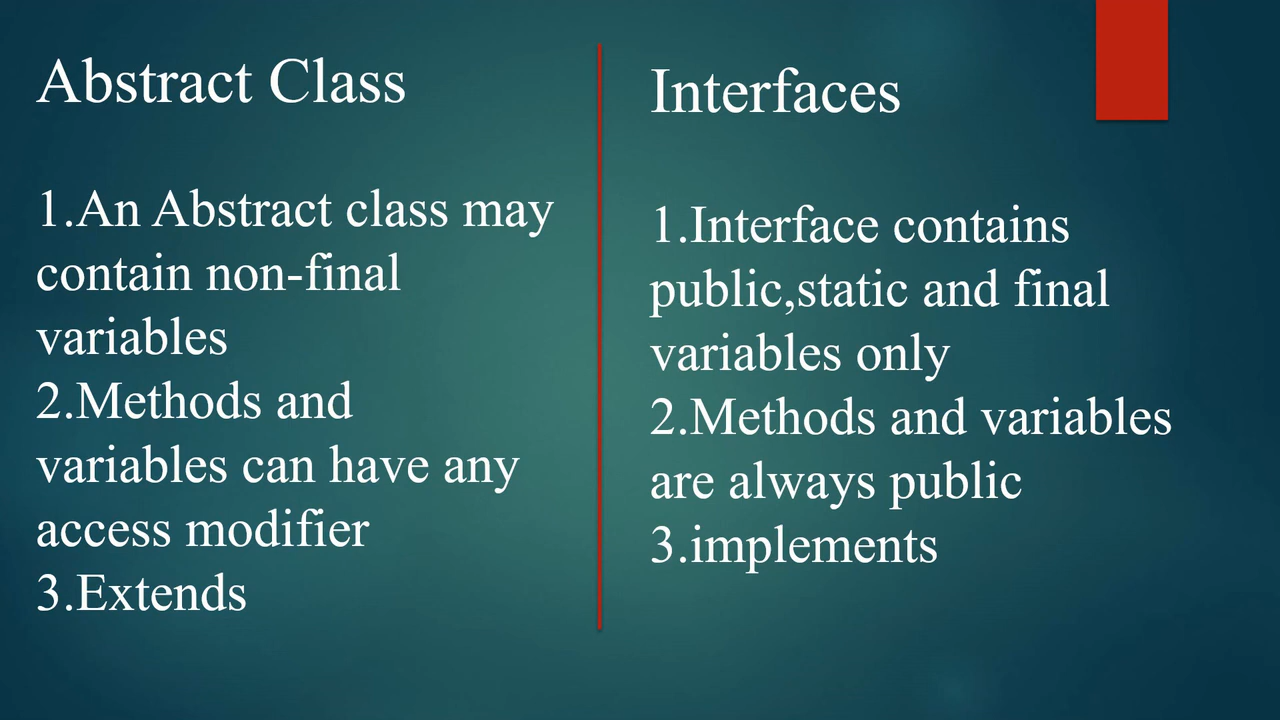 Abstract Class
1.An Abstract class may
contain non-final
variables
2.Methods and
variables can have any
access modifier
3.Extends
Interfaces
1.Interface contains
public,static and final
variables only
2.Methods and variables
are always public
3.implements